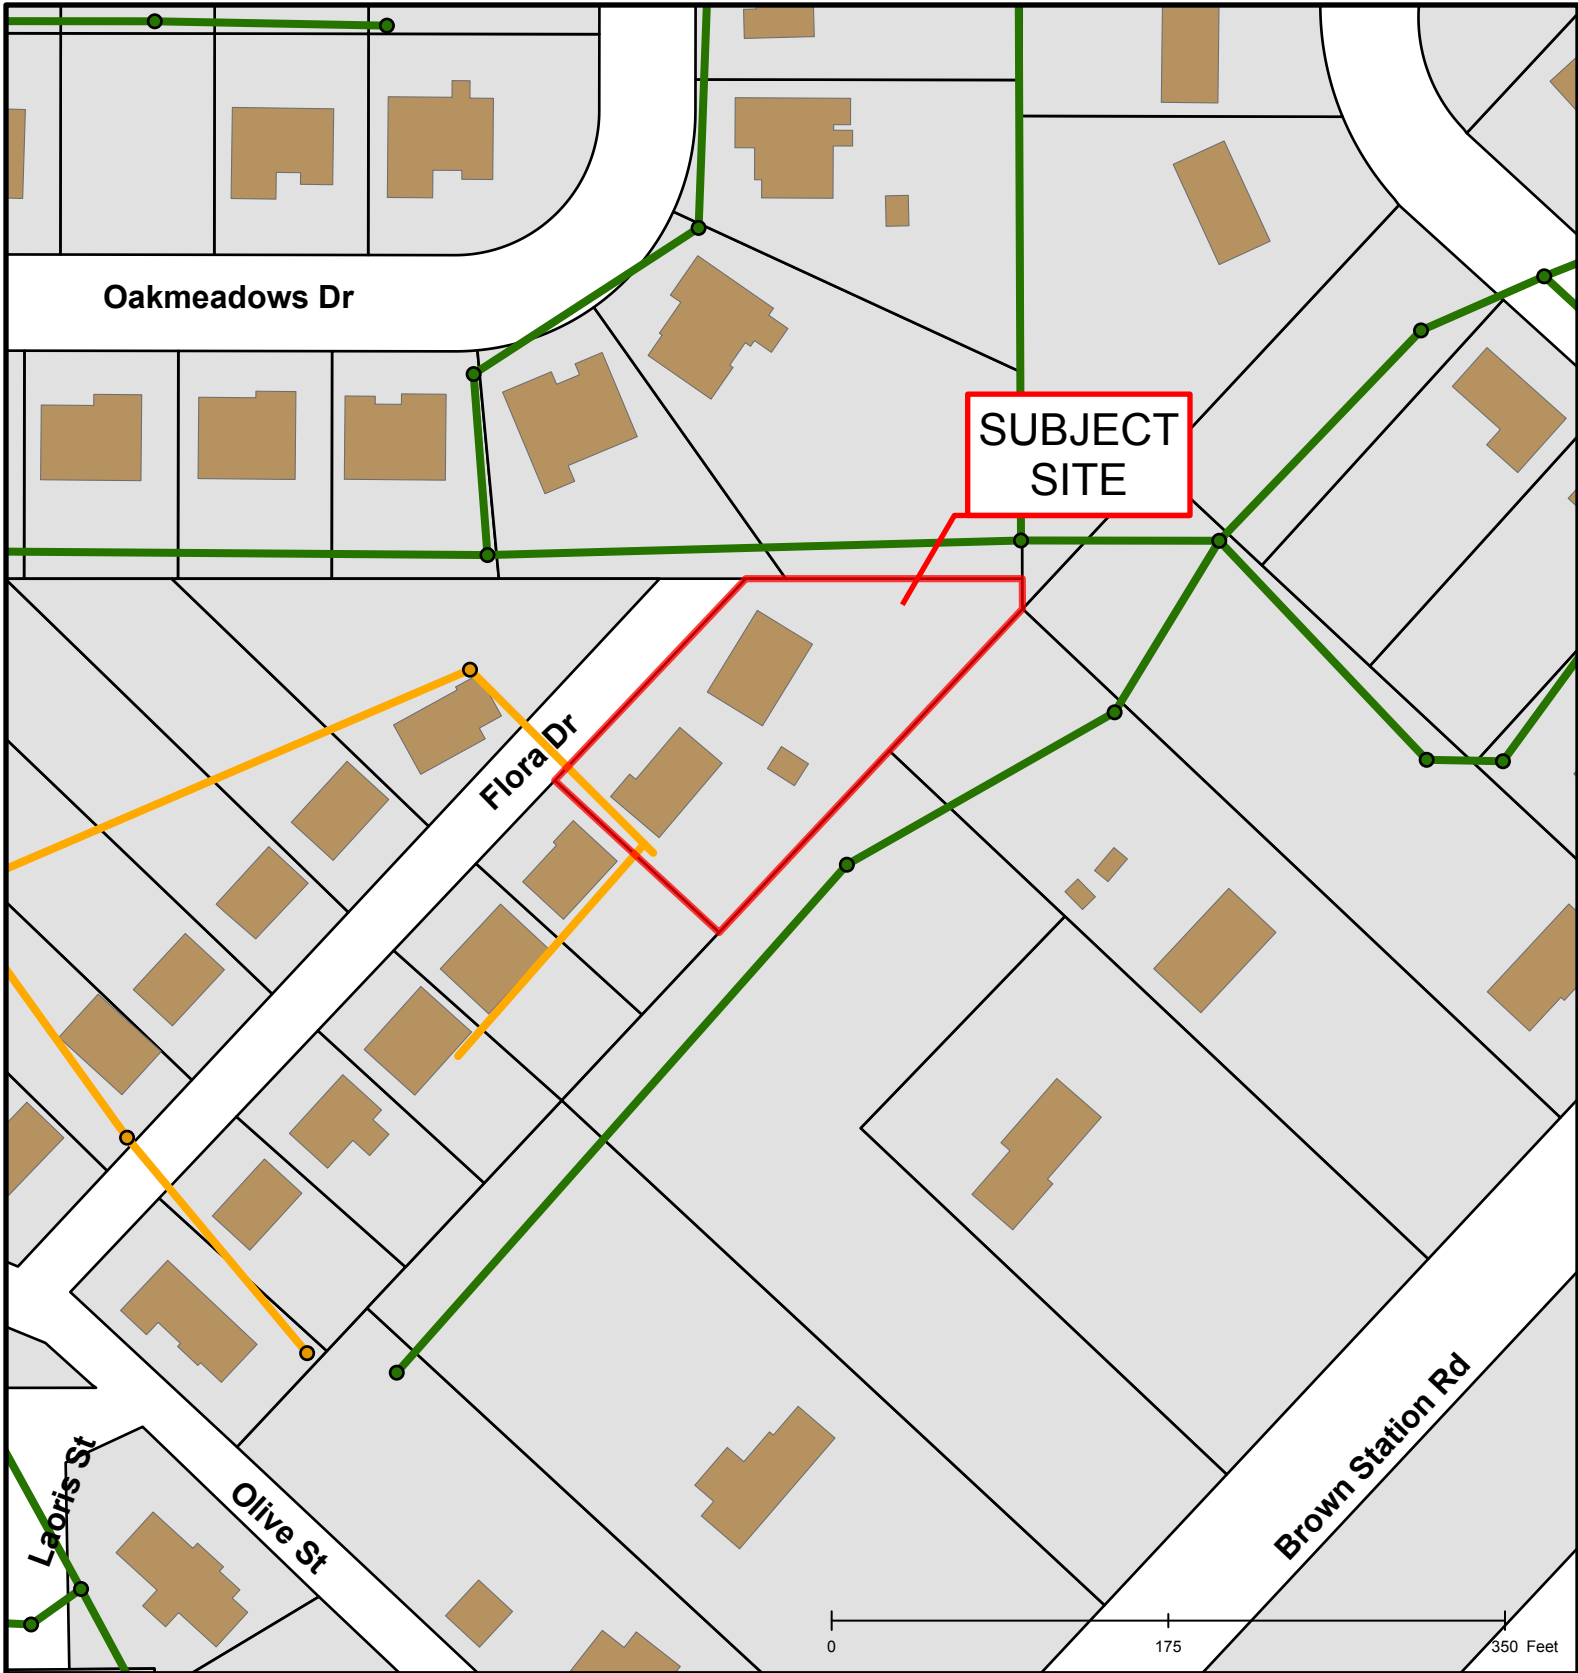 Oakmeadows Dr
SUBJECT
SITE
Flora Dr
Laoris St
Olive St
Brown Station Rd
0 175 350 Feet